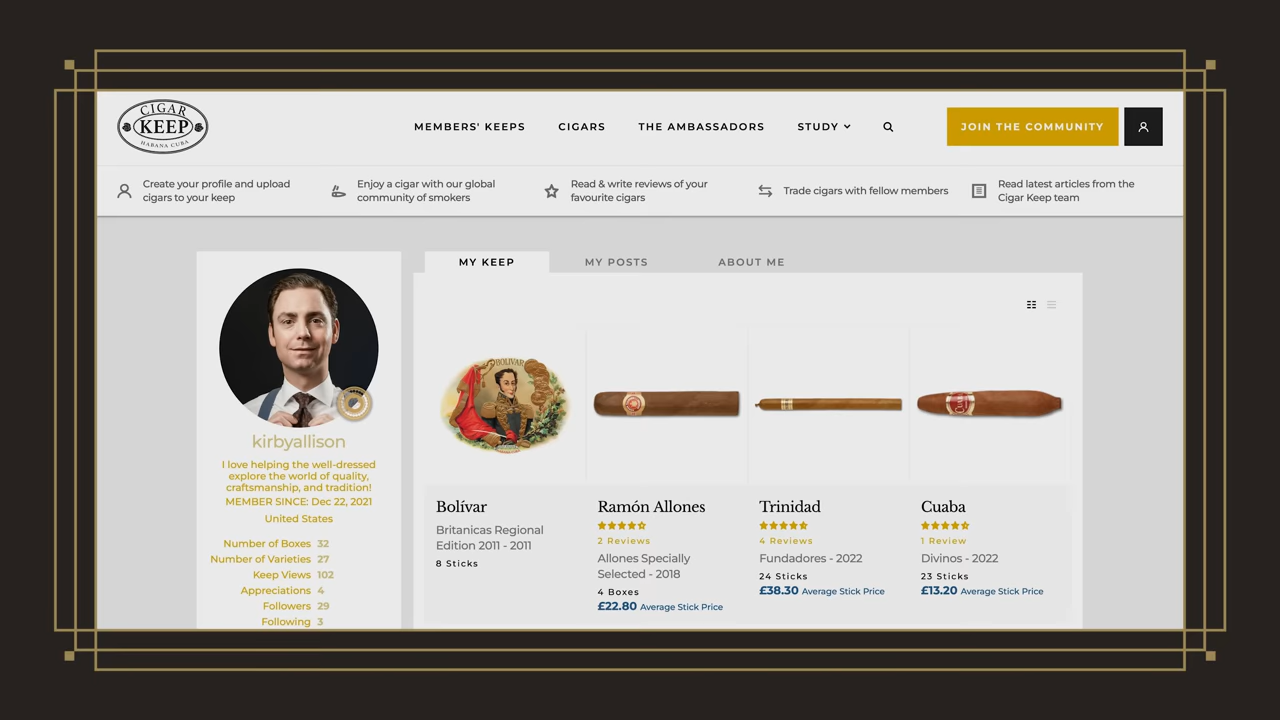 CIGAR
KEEP
HABANA CUBA
MEMBERS' KEEPS
CIGARS
THE AMBASSADORS
STUDY
JOIN THE COMMUNITY
Create your profile and upload
cigars to your keep
Enjoy a cigar with our global
community of smokers
Read & write reviews of your
favourite cigars
Trade cigars with fellow members
Read latest articles from the
Cigar Keep team
kirbyallison
I love helping the well-dressed
explore the world of quality,
craftsmanship, and tradition!
MEMBER SINCE: Dec 22, 2021
United States
Number of Boxes 32
Number of Varieties 27
Keep Views 102
Appreciations 4
Followers 29
Following 3
MY KEEP
MY POSTS
ABOUT ME
BOLIVAR
Bolívar
Britanicas Regional
Edition 2011 - 2011
8 Sticks
Ramón Allones
2 Reviews
Allones Specially
Selected - 2018
4 Boxes
£22.80 Average Stick Price
Trinidad
4 Reviews
Fundadores - 2022
24 Sticks
£38.30 Average Stick Price
Cuaba
1 Review
Divinos - 2022
23 Sticks
£13.20 Average Stick Price